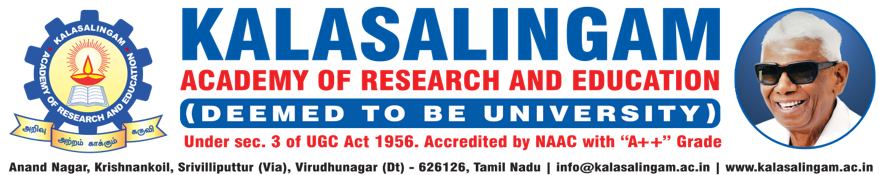 KALASALINGAM
ACADEMY OF RESEARCH AND EDUCATION
அறிவு
அற்றம் காக்கும்
கருவி
KALASALINGAM
ACADEMY OF RESEARCH AND EDUCATION
(DEEMED TO BE UNIVERSITY)
Under sec. 3 of UGC Act 1956. Accredited by NAAC with “A++” Grade
Anand Nagar, Krishnankoil, Srivilliputtur (Via), Virudhunagar (Dt) - 626126, Tamil Nadu | info@kalasalingam.ac.in | www.kalasalingam.ac.in